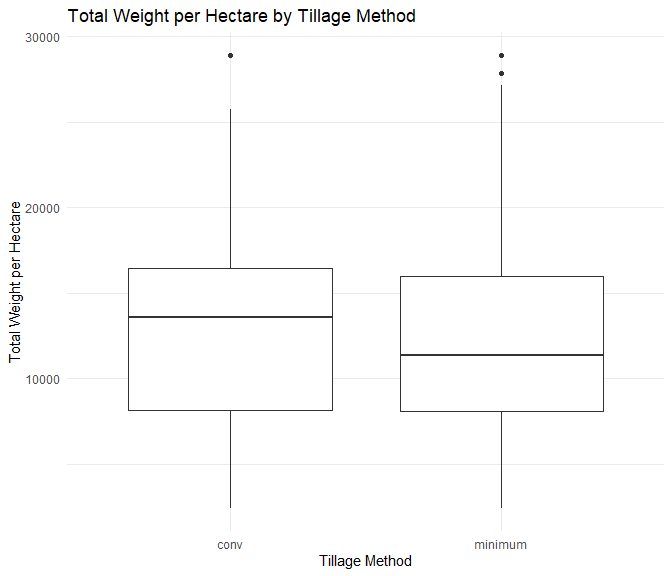 Total Weight per Hectare by Tillage Method
Total Weight per Hectare
30000
20000
10000
conv
minimum
Tillage Method